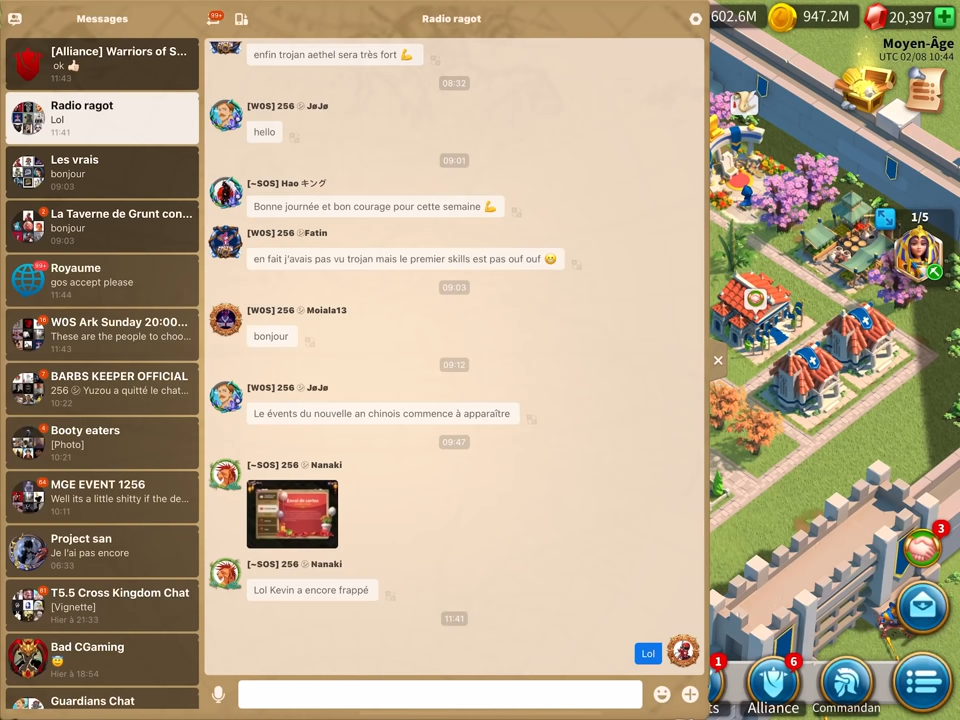 Messages
[Alliance] Warriors of S...
ok 👍🏻
11:43
Radio ragot
Lol
11:41
Les vrais
bonjour
09:03
2
La Taverne de Grunt con...
bonjour
09:03
99+
Royaume
gos accept please
11:44
16
W0S Ark Sunday 20:00...
These are the people to choo...
11:43
7
BARBS KEEPER OFFICIAL
256 Yuzou a quitté le chat...
10:22
4
Booty eaters
[Photo]
10:21
64
MGE EVENT 1256
Well its a little shitty if the de...
10:11
Project san
Je l'ai pas encore
06:33
81
T5.5 Cross Kingdom Chat
[Vignette]
Hier à 21:33
Bad CGaming
😇
Hier à 18:54
Guardians Chat
99+
Radio ragot
enfin trojan aethel sera très fort 💪
08:32
[W0S] 256 JøJø
hello
09:01
[~SOS] Hao キング
Bonne journée et bon courage pour cette semaine 💪
[W0S] 256 Fatin
en fait j'avais pas vu trojan mais le premier skills est pas ouf ouf 😄
09:03
[W0S] 256 Moiala13
bonjour
09:12
[W0S] 256 JøJø
Le évents du nouvelle an chinois commence à apparaître
09:47
[~SOS] 256 Nanaki
[~SOS] 256 Nanaki
Lol Kevin a encore frappé
11:41
Lol
602.6M
947.2M
20,397
Moyen-Âge
UTC 02/08 10:44
1/5
3
1
6
ts
Alliance
Commandan